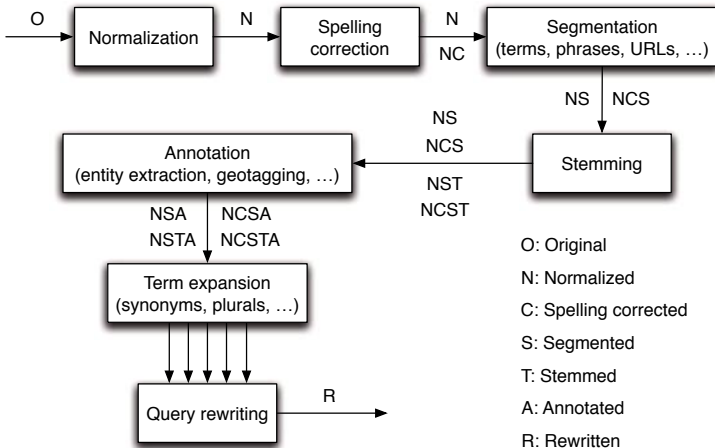 O
Normalization
N
Spelling
correction
N
NC
Segmentation
(terms, phrases, URLs, …)
NS
NCS
Stemming
NS
NCS
NST
NCST
Annotation
(entity extraction, geotagging, …)
NSA
NCSA
NSTA
NCSTA
Term expansion
(synonyms, plurals, …)
Query rewriting
R
O: Original
N: Normalized
C: Spelling corrected
S: Segmented
T: Stemmed
A: Annotated
R: Rewritten